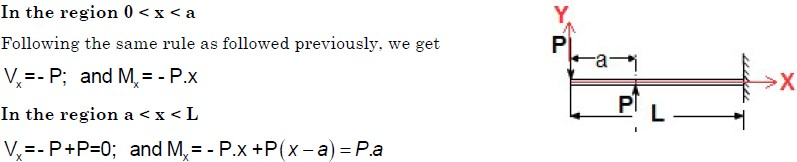 In the region 0 < x < a
Following the same rule as followed previously, we get
Vx = - P; and Mx = - P.x
In the region a < x < L
Vx = - P+P=0; and Mx = - P.x +P(x – a) = P.a
Y
P
a
X
P
L